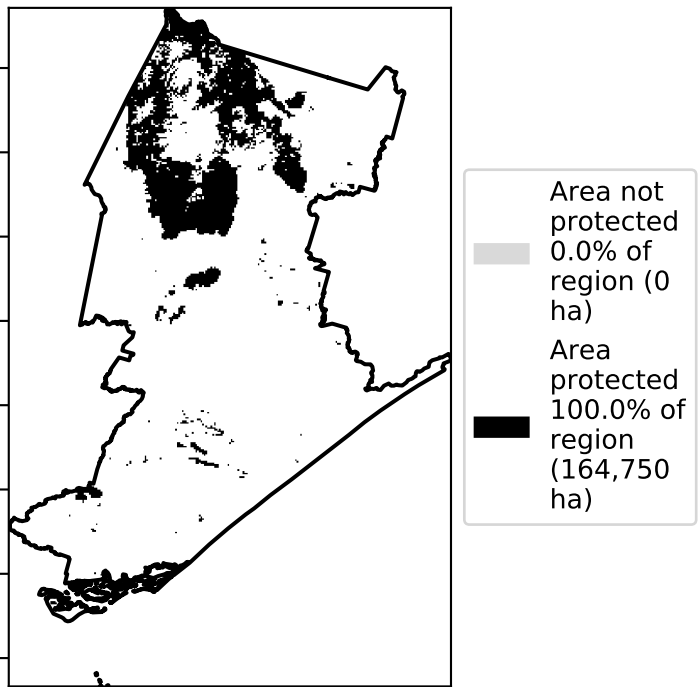 Area not
protected
0.0% of
region (0
ha)
Area
protected
100.0% of
region
(164,750
ha)